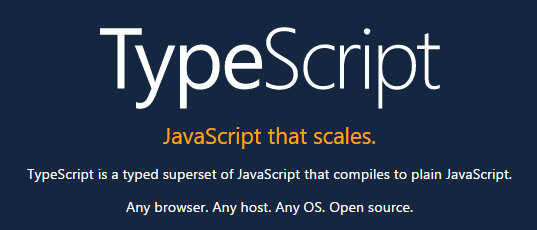 TypeScript
JavaScript that scales.
TypeScript is a typed superset of JavaScript that compiles to plain JavaScript.
Any browser. Any host. Any OS. Open source.